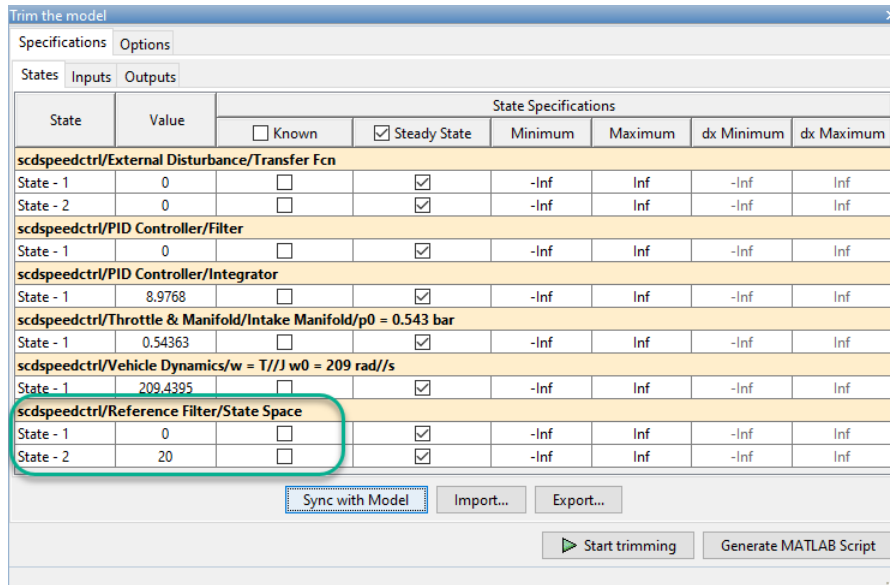 Trim the model
Specifications Options
States Inputs Outputs
State Value State Specifications
Known Steady State Minimum Maximum dx Minimum dx Maximum
scdspeedctrl/External Disturbance/Transfer Fcn
State - 1 0 -Inf Inf -Inf Inf
State - 2 0 -Inf Inf -Inf Inf
scdspeedctrl/PID Controller/Filter
State - 1 0 -Inf Inf -Inf Inf
scdspeedctrl/PID Controller/Integrator
State - 1 8.9768 -Inf Inf -Inf Inf
scdspeedctrl/Throttle & Manifold/Intake Manifold/p0 = 0.543 bar
State - 1 0.54363 -Inf Inf -Inf Inf
scdspeedctrl/Vehicle Dynamics/w = T//J w0 = 209 rad//s
State - 1 209.4395 -Inf Inf -Inf Inf
scdspeedctrl/Reference Filter/State Space
State - 1 0 -Inf Inf -Inf Inf
State - 2 20 -Inf Inf -Inf Inf
Sync with Model Import... Export...
Start trimming Generate MATLAB Script